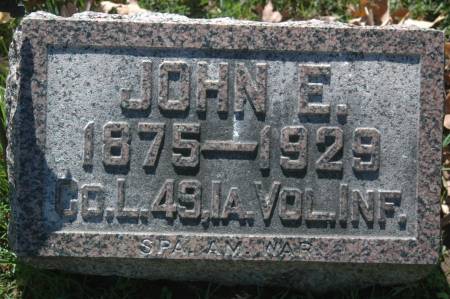 JOHN E.
1875—1929
Co. L. 49, IA. VOL. INF.
SPA. AM. WAR